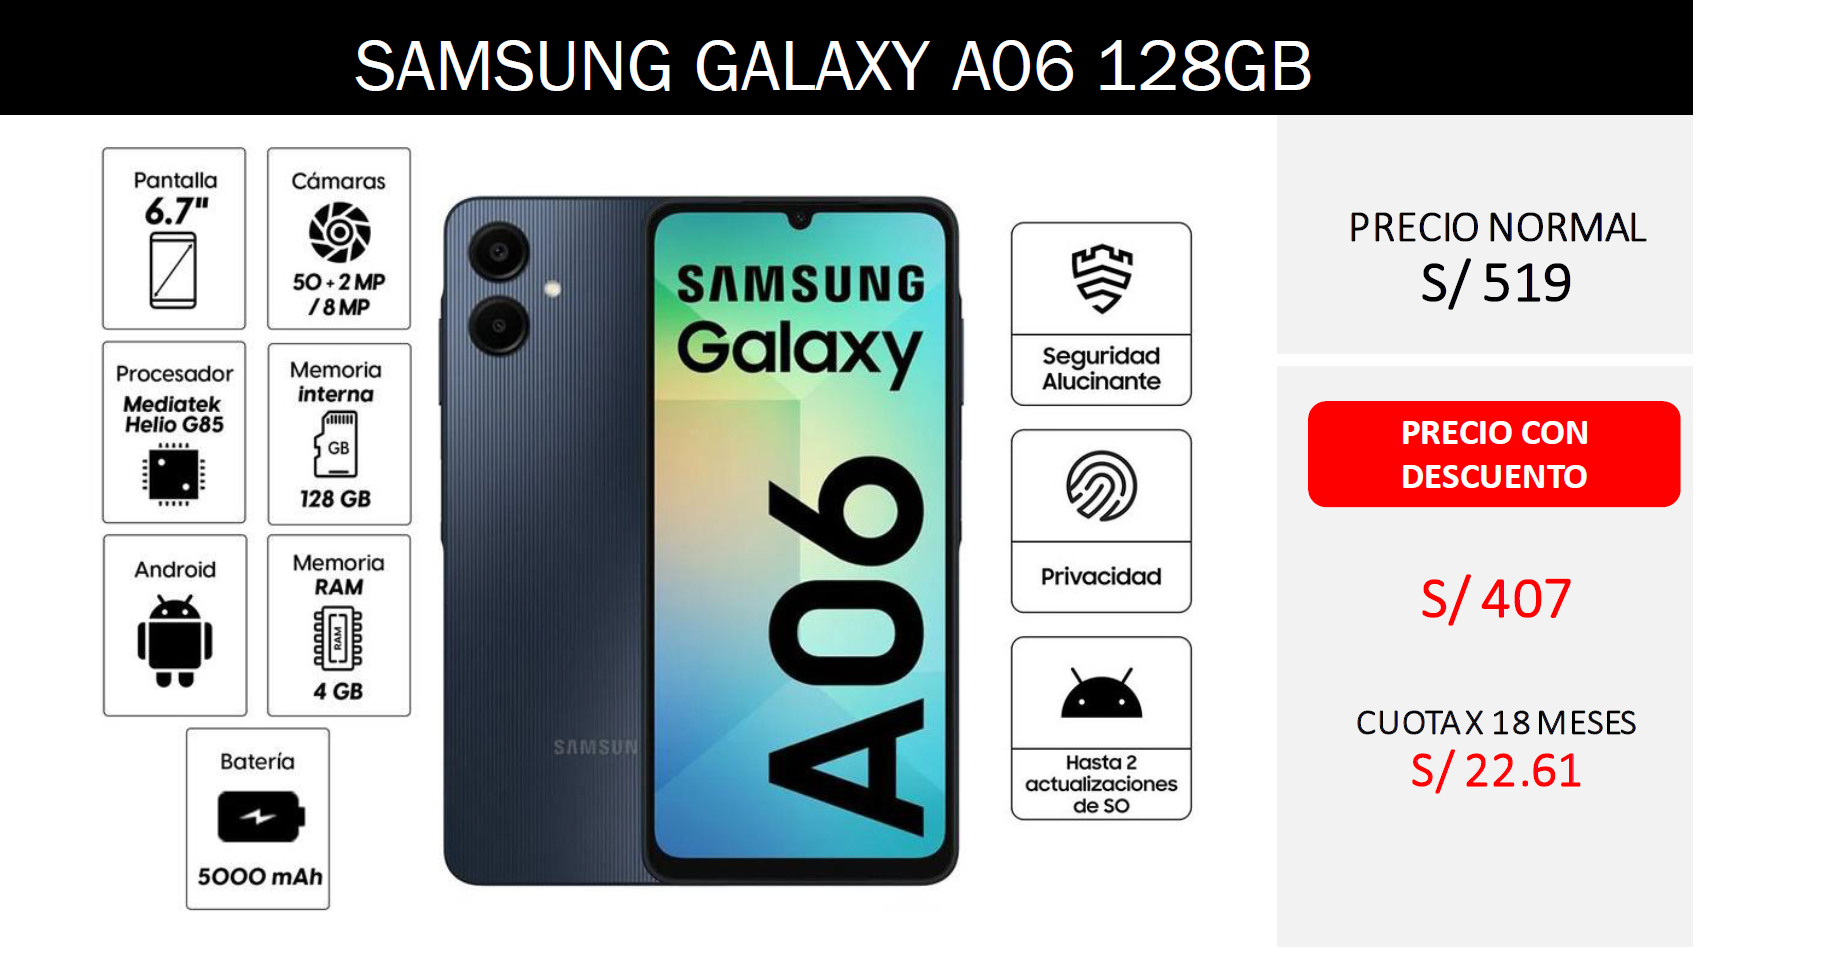 SAMSUNG GALAXY A06 128GB
Pantalla
6.7"
Cámaras
50 + 2 MP
/ 8 MP
Procesador
Mediatek
Helio G85
Memoria
interna
GB
128 GB
Android
Memoria
RAM
RAM
4 GB
Batería
5000 mAh
SAMSUN
SAMSUNG
Galaxy
A06
Seguridad
Alucinante
Privacidad
Hasta 2
actualizaciones
de SO
PRECIO NORMAL
S/ 519
PRECIO CON
DESCUENTO
S/ 407
CUOTA X 18 MESES
S/ 22.61